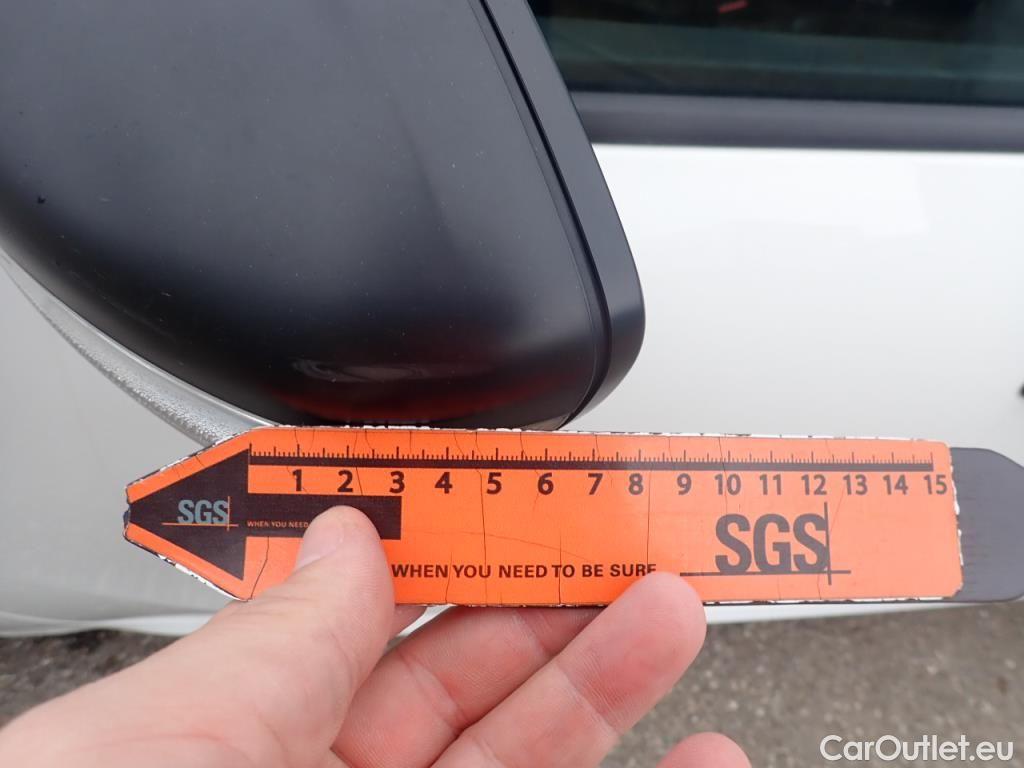 1 2 3 4 5 6 7 8 9 10 11 12 13 14 15
SGS
WHEN YOU NEED
SGS
WHEN YOU NEED TO BE SURE
CarOutlet.eu